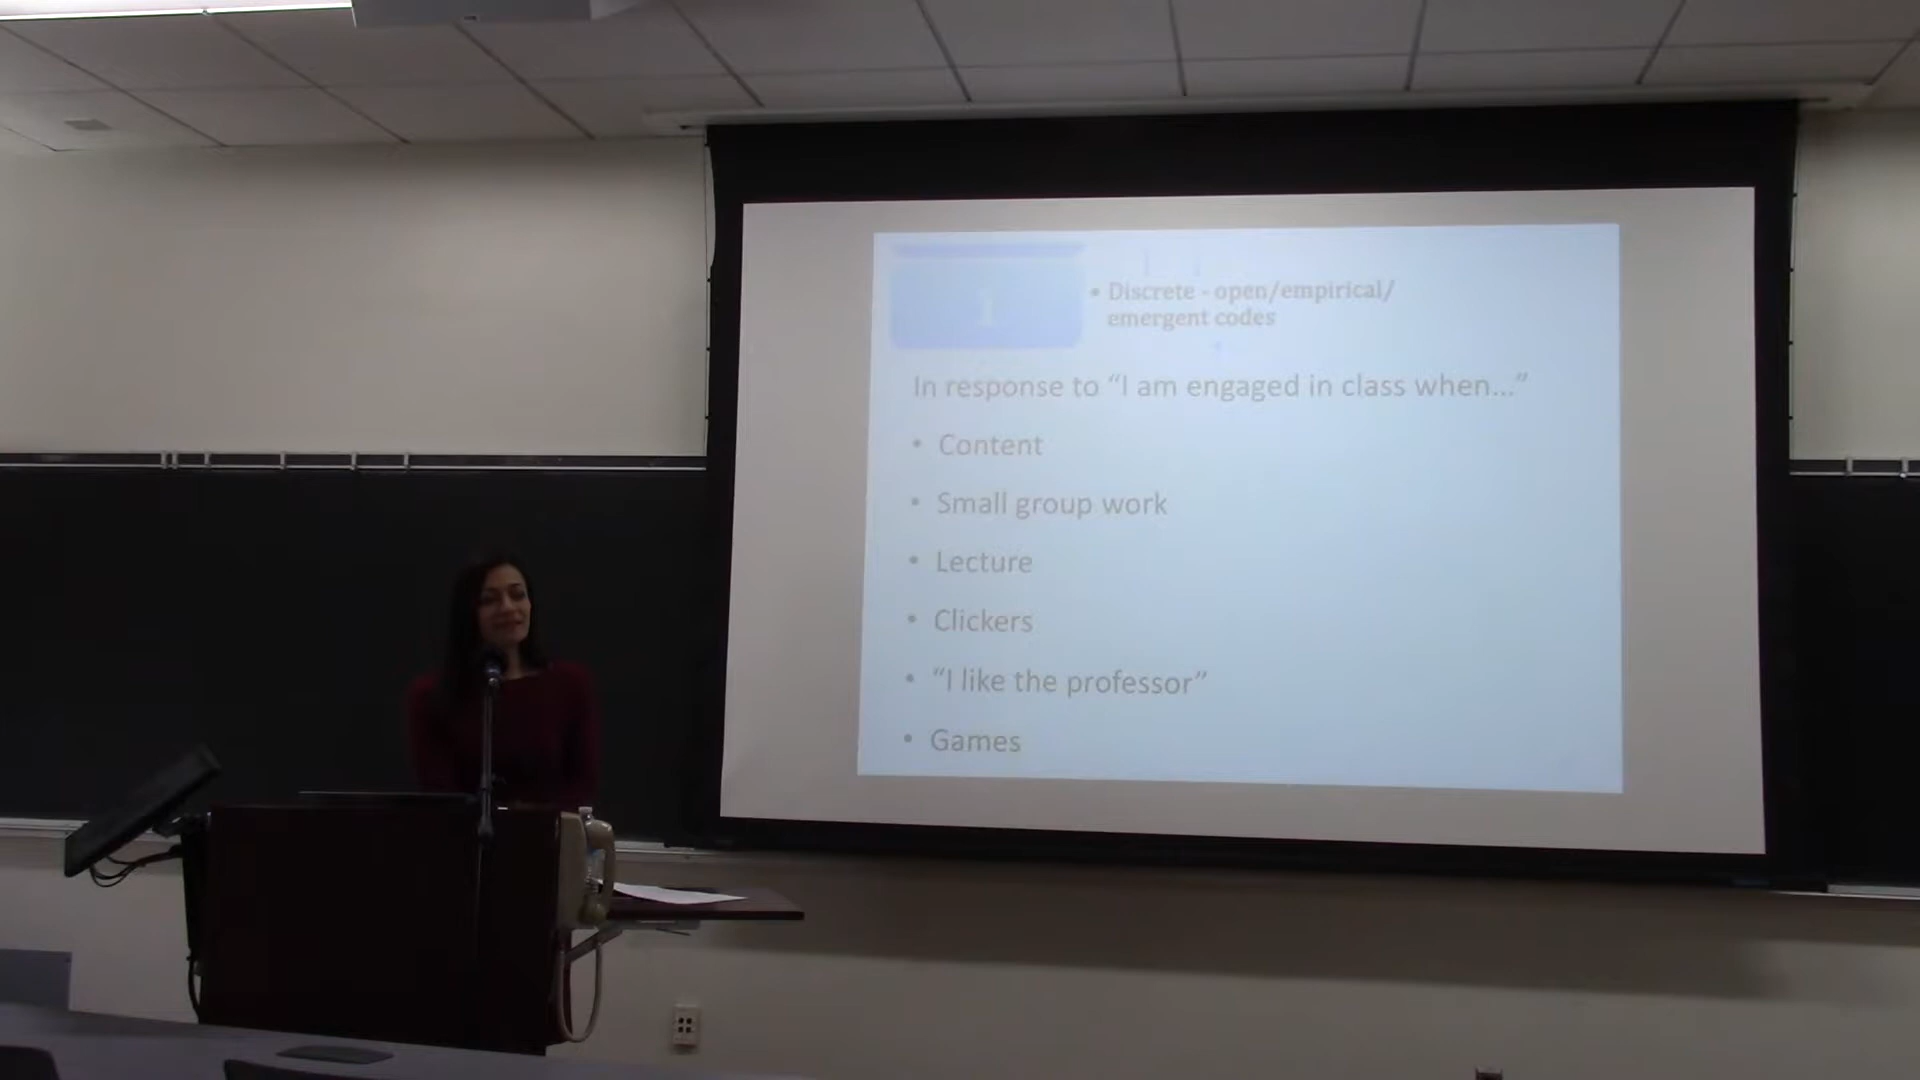 1
• Discrete - open/empirical/
emergent codes
In response to “I am engaged in class when...”
• Content
• Small group work
• Lecture
• Clickers
• “I like the professor”
• Games